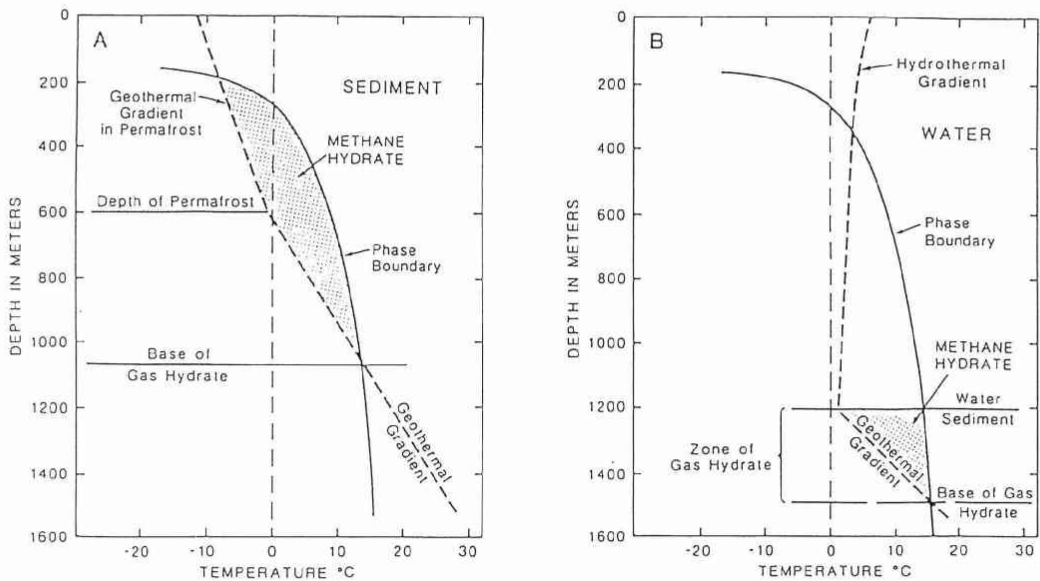 A
0
200
400
600
800
1000
1200
1400
1600
DEPTH IN METERS
SEDIMENT
Geothermal
Gradient
in Permafrost
METHANE
HYDRATE
Depth of Permafrost
Phase
Boundary
Base of
Gas Hydrate
Geothermal
Gradient
-20
-10
0
10
20
30
TEMPERATURE °C
B
0
200
400
600
800
1000
1200
1400
1600
DEPTH IN METERS
Hydrothermal
Gradient
WATER
Phase
Boundary
METHANE
HYDRATE
Water
Sediment
Zone of
Gas Hydrate
Geothermal
Gradient
Base of Gas
Hydrate
-20
-10
0
10
20
30
TEMPERATURE °C